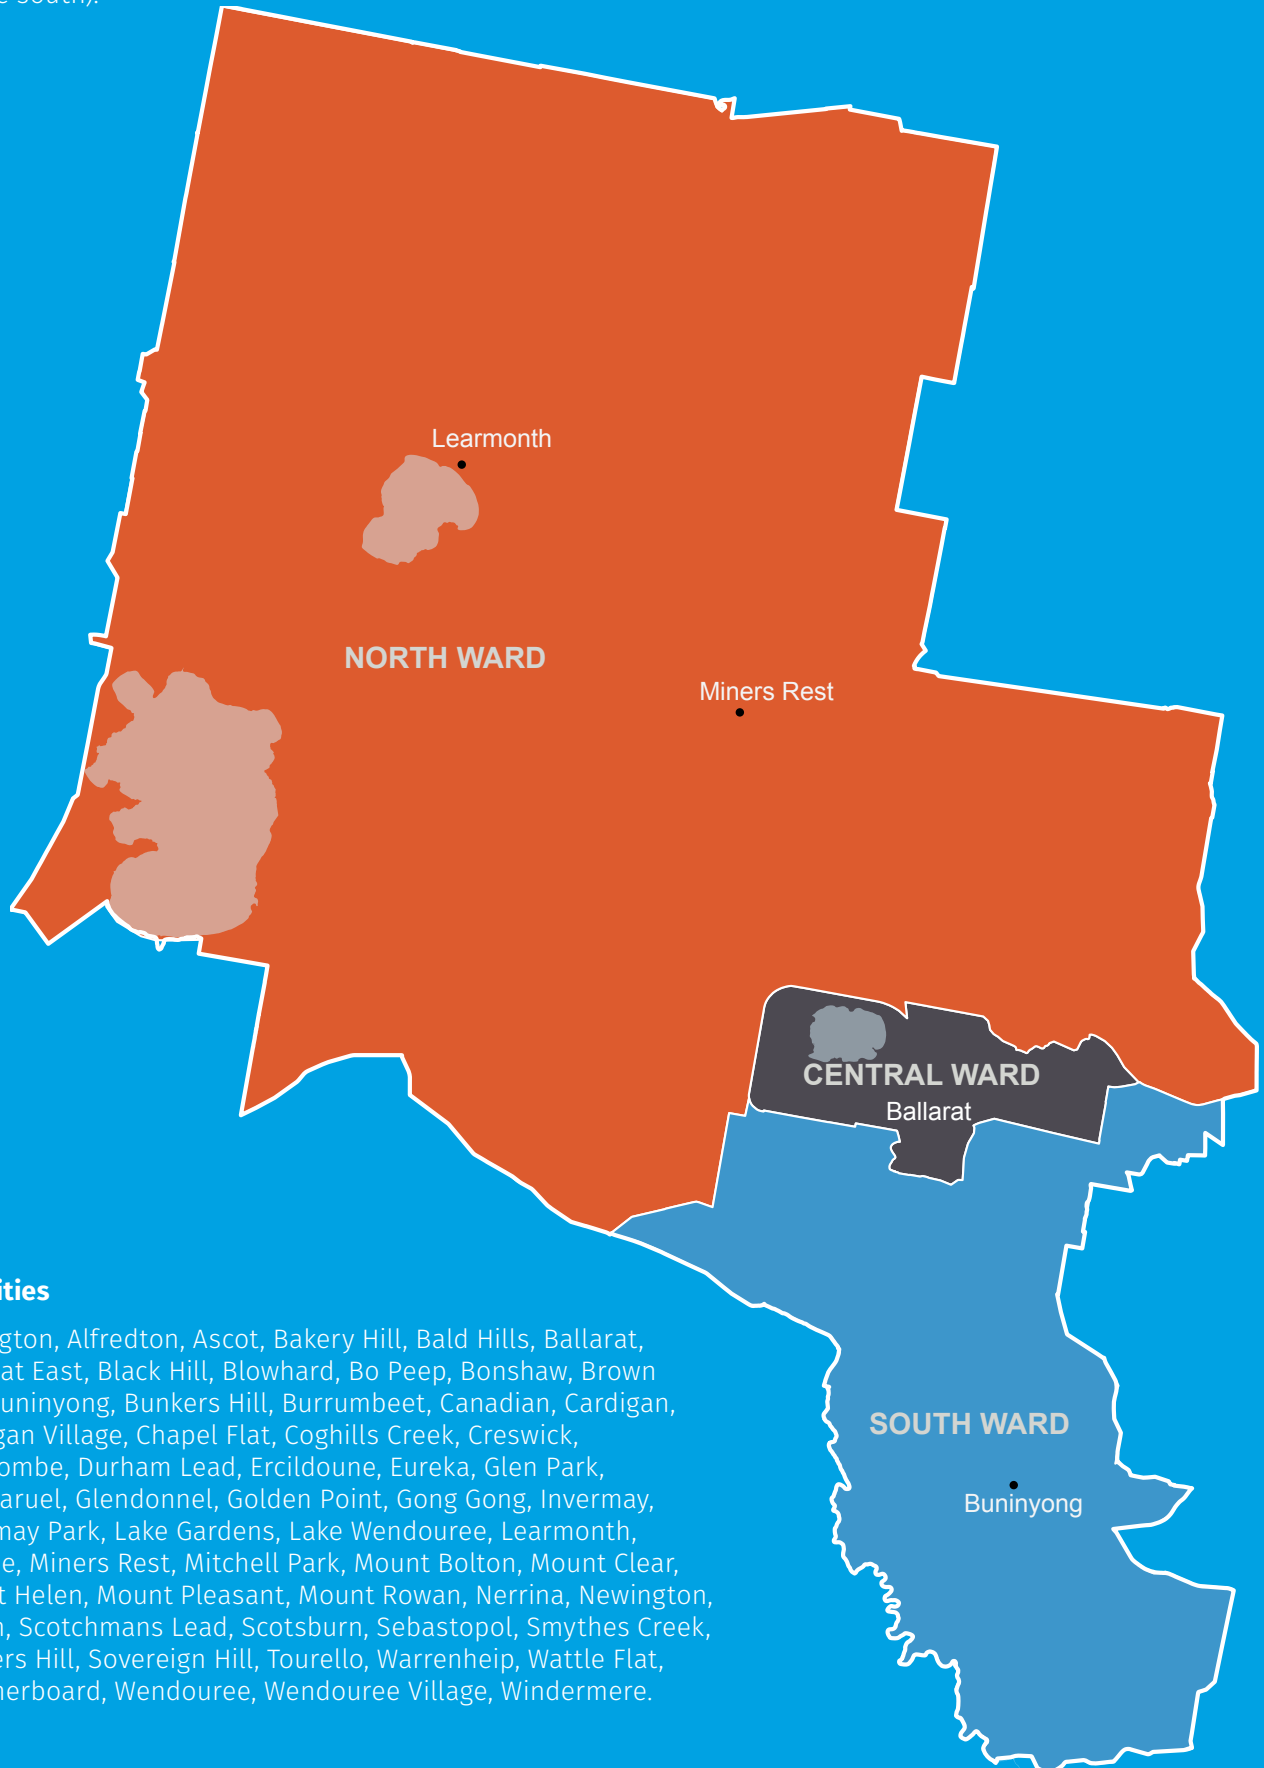 south).
Learmonth
NORTH WARD
Miners Rest
CENTRAL WARD
Ballarat
SOUTH WARD
Buninyong
ities
gton, Alfredton, Ascot, Bakery Hill, Bald Hills, Ballarat,
at East, Black Hill, Blowhard, Bo Peep, Bonshaw, Brown
uninyong, Bunkers Hill, Burrumbeet, Canadian, Cardigan,
gan Village, Chapel Flat, Coghills Creek, Creswick,
ombe, Durham Lead, Ercildoune, Eureka, Glen Park,
aruel, Glendonnel, Golden Point, Gong Gong, Invermay,
may Park, Lake Gardens, Lake Wendouree, Learmonth,
e, Miners Rest, Mitchell Park, Mount Bolton, Mount Clear,
t Helen, Mount Pleasant, Mount Rowan, Nerrina, Newington,
n, Scotchmans Lead, Scotsburn, Sebastopol, Smythes Creek,
ers Hill, Sovereign Hill, Tourello, Warrenheip, Wattle Flat,
herboard, Wendouree, Wendouree Village, Windermere.